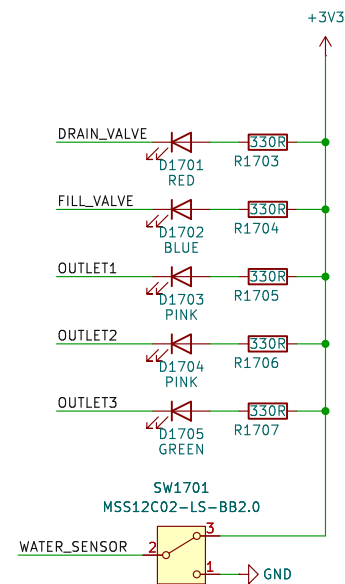 +3V3
DRAIN_VALVE
330R
D1701
R1703
RED
FILL_VALVE
330R
D1702
R1704
BLUE
OUTLET1
330R
D1703
R1705
PINK
OUTLET2
330R
D1704
R1706
PINK
OUTLET3
330R
D1705
R1707
GREEN
SW1701
MSS12C02-LS-BB2.0
3
WATER_SENSOR
2
1
GND